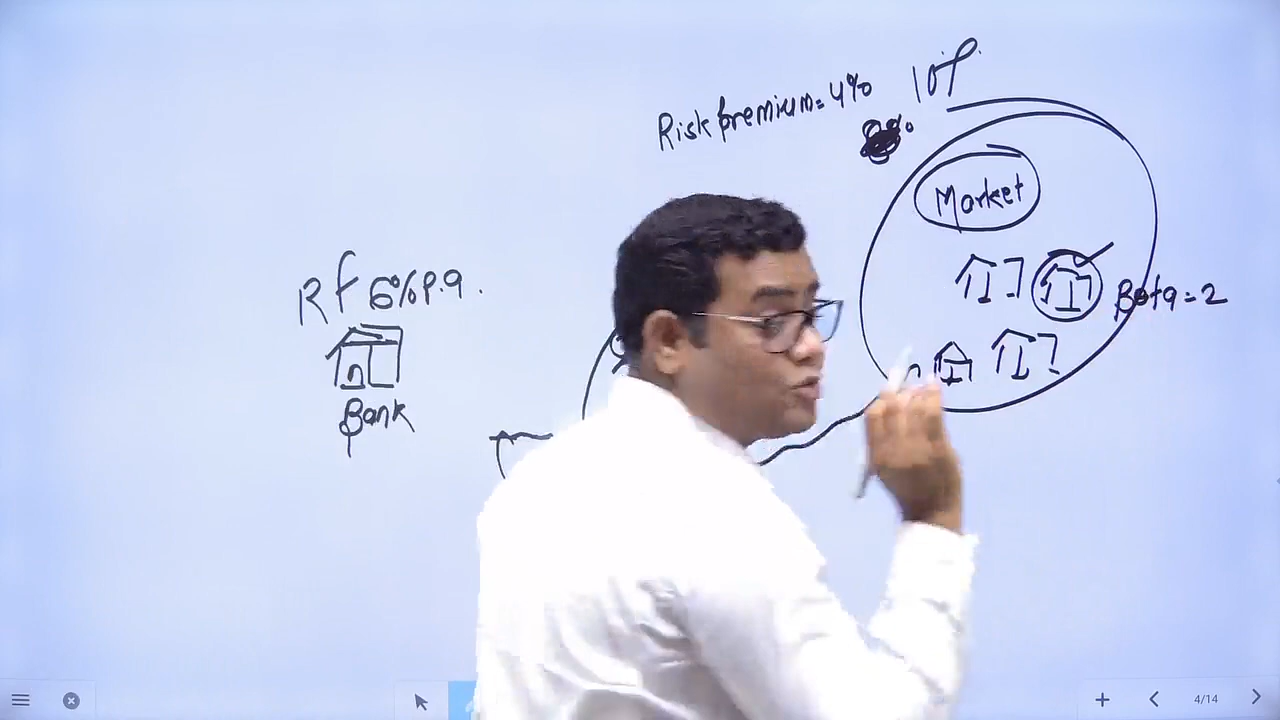 Risk premium = 4% 10%
%
Market
Rf 6% p.a.
Beta = 2
Bank
4/14